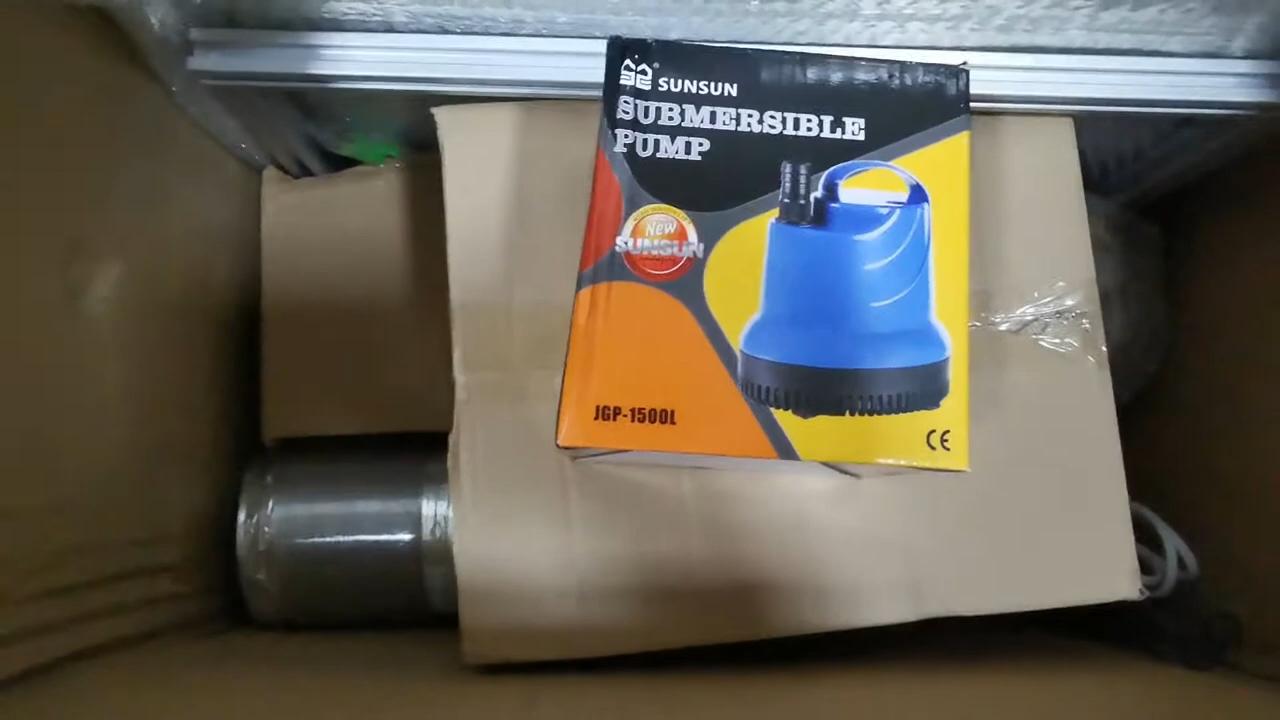 SUNSUN
SUBMERSIBLE
PUMP
New
SUNSUN
JGP-1500L
CE